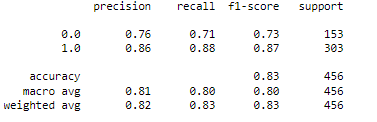 precision recall f1-score support
0.0 0.76 0.71 0.73 153
1.0 0.86 0.88 0.87 303
accuracy 0.83 456
macro avg 0.81 0.80 0.80 456
weighted avg 0.82 0.83 0.83 456